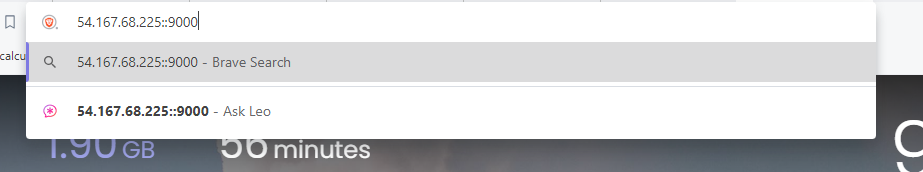 54.167.68.225::9000
54.167.68.225::9000 - Brave Search
calcu
54.167.68.225::9000 - Ask Leo
1.90 GB
56 minutes